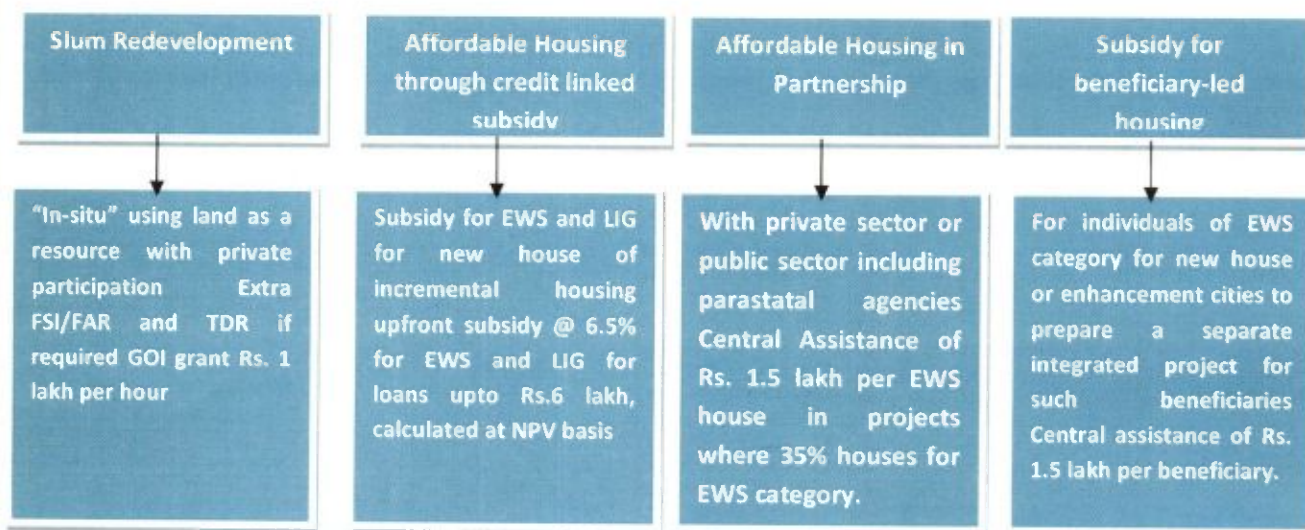 Slum Redevelopment
Affordable Housing
through credit linked
subsidy
Affordable Housing in
Partnership
Subsidy for
beneficiary-led
housing
"In-situ" using land as a
resource with private
participation Extra
FSI/FAR and TDR if
required GOI grant Rs. 1
lakh per hour
Subsidy for EWS and LIG
for new house of
incremental housing
upfront subsidy @ 6.5%
for EWS and LIG for
loans upto Rs.6 lakh,
calculated at NPV basis
With private sector or
public sector including
parastatal agencies
Central Assistance of
Rs. 1.5 lakh per EWS
house in projects
where 35% houses for
EWS category.
For individuals of EWS
category for new house
or enhancement cities to
prepare a separate
integrated project for
such beneficiaries
Central assistance of Rs.
1.5 lakh per beneficiary.